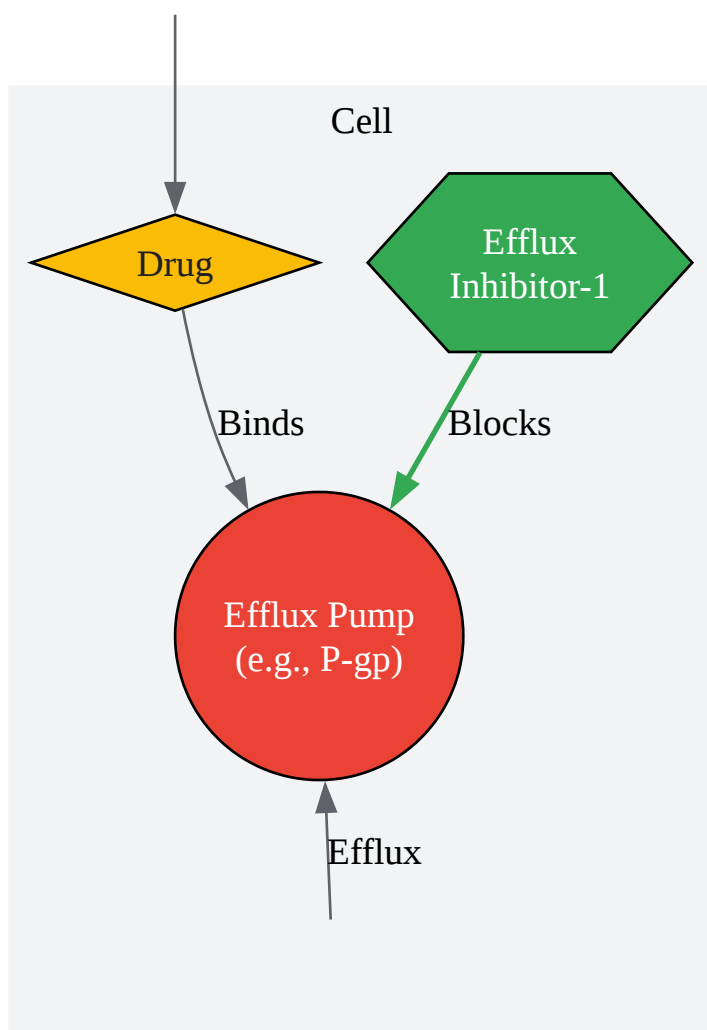 Cell
Drug
Efflux
Inhibitor-1
Binds
Blocks
Efflux Pump
(e.g., P-gp)
Efflux